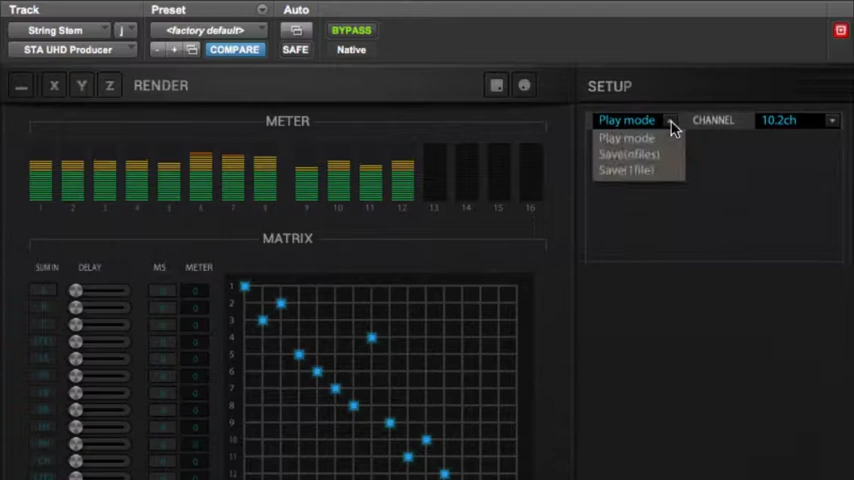 Track
Preset
Auto
String Stem
j
<factory default>
BYPASS
STA UHD Producer
- +
COMPARE
SAFE
Native
X Y Z
RENDER
SETUP
Play mode
CHANNEL
10.2ch
Play mode
Save(nfiles)
Save(1file)
METER
1 2 3 4 5 6 7 8 9 10 11 12 13 14 15 16
MATRIX
SUM IN
DELAY
MS
METER
1
2
3
4
5
6
7
8
9
10
11
12